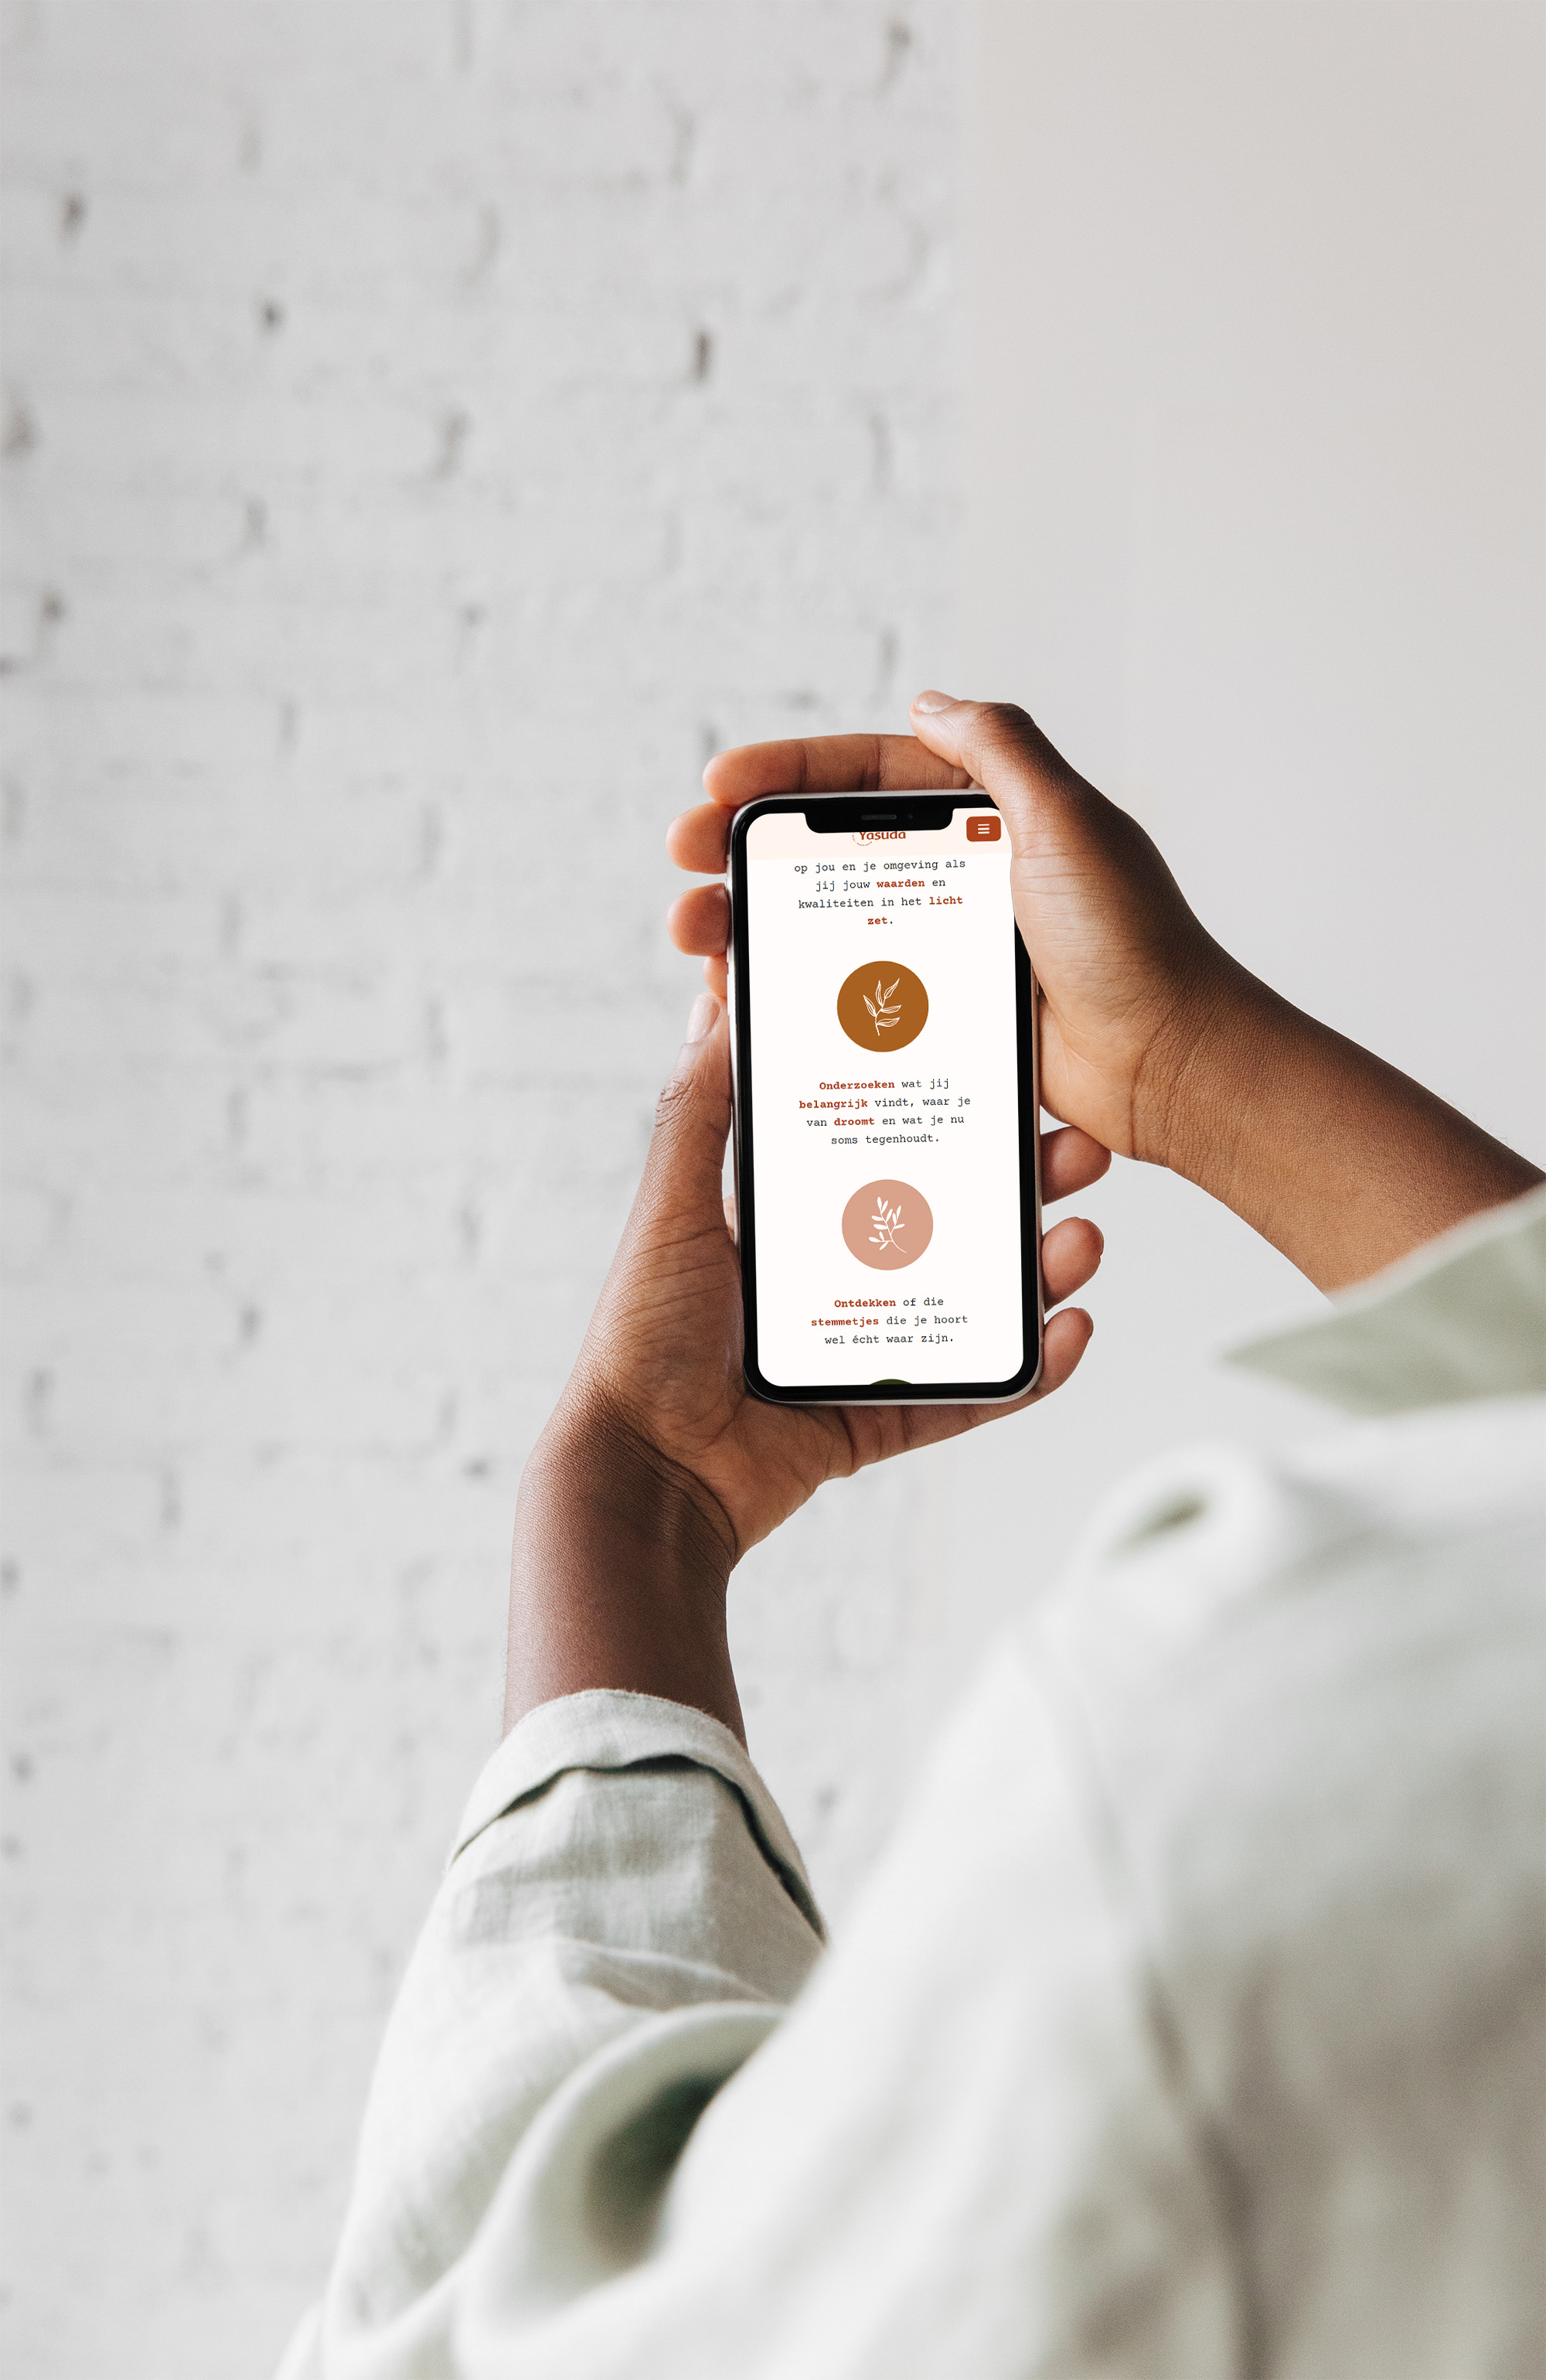 Yasuda
op jou en je omgeving als
jij jouw waarden en
kwaliteiten in het licht
zet.
Onderzoeken wat jij
belangrijk vindt, waar je
van droomt en wat je nu
soms tegenhoudt.
Ontdekken of die
stemmetjes die je hoort
wel écht waar zijn.